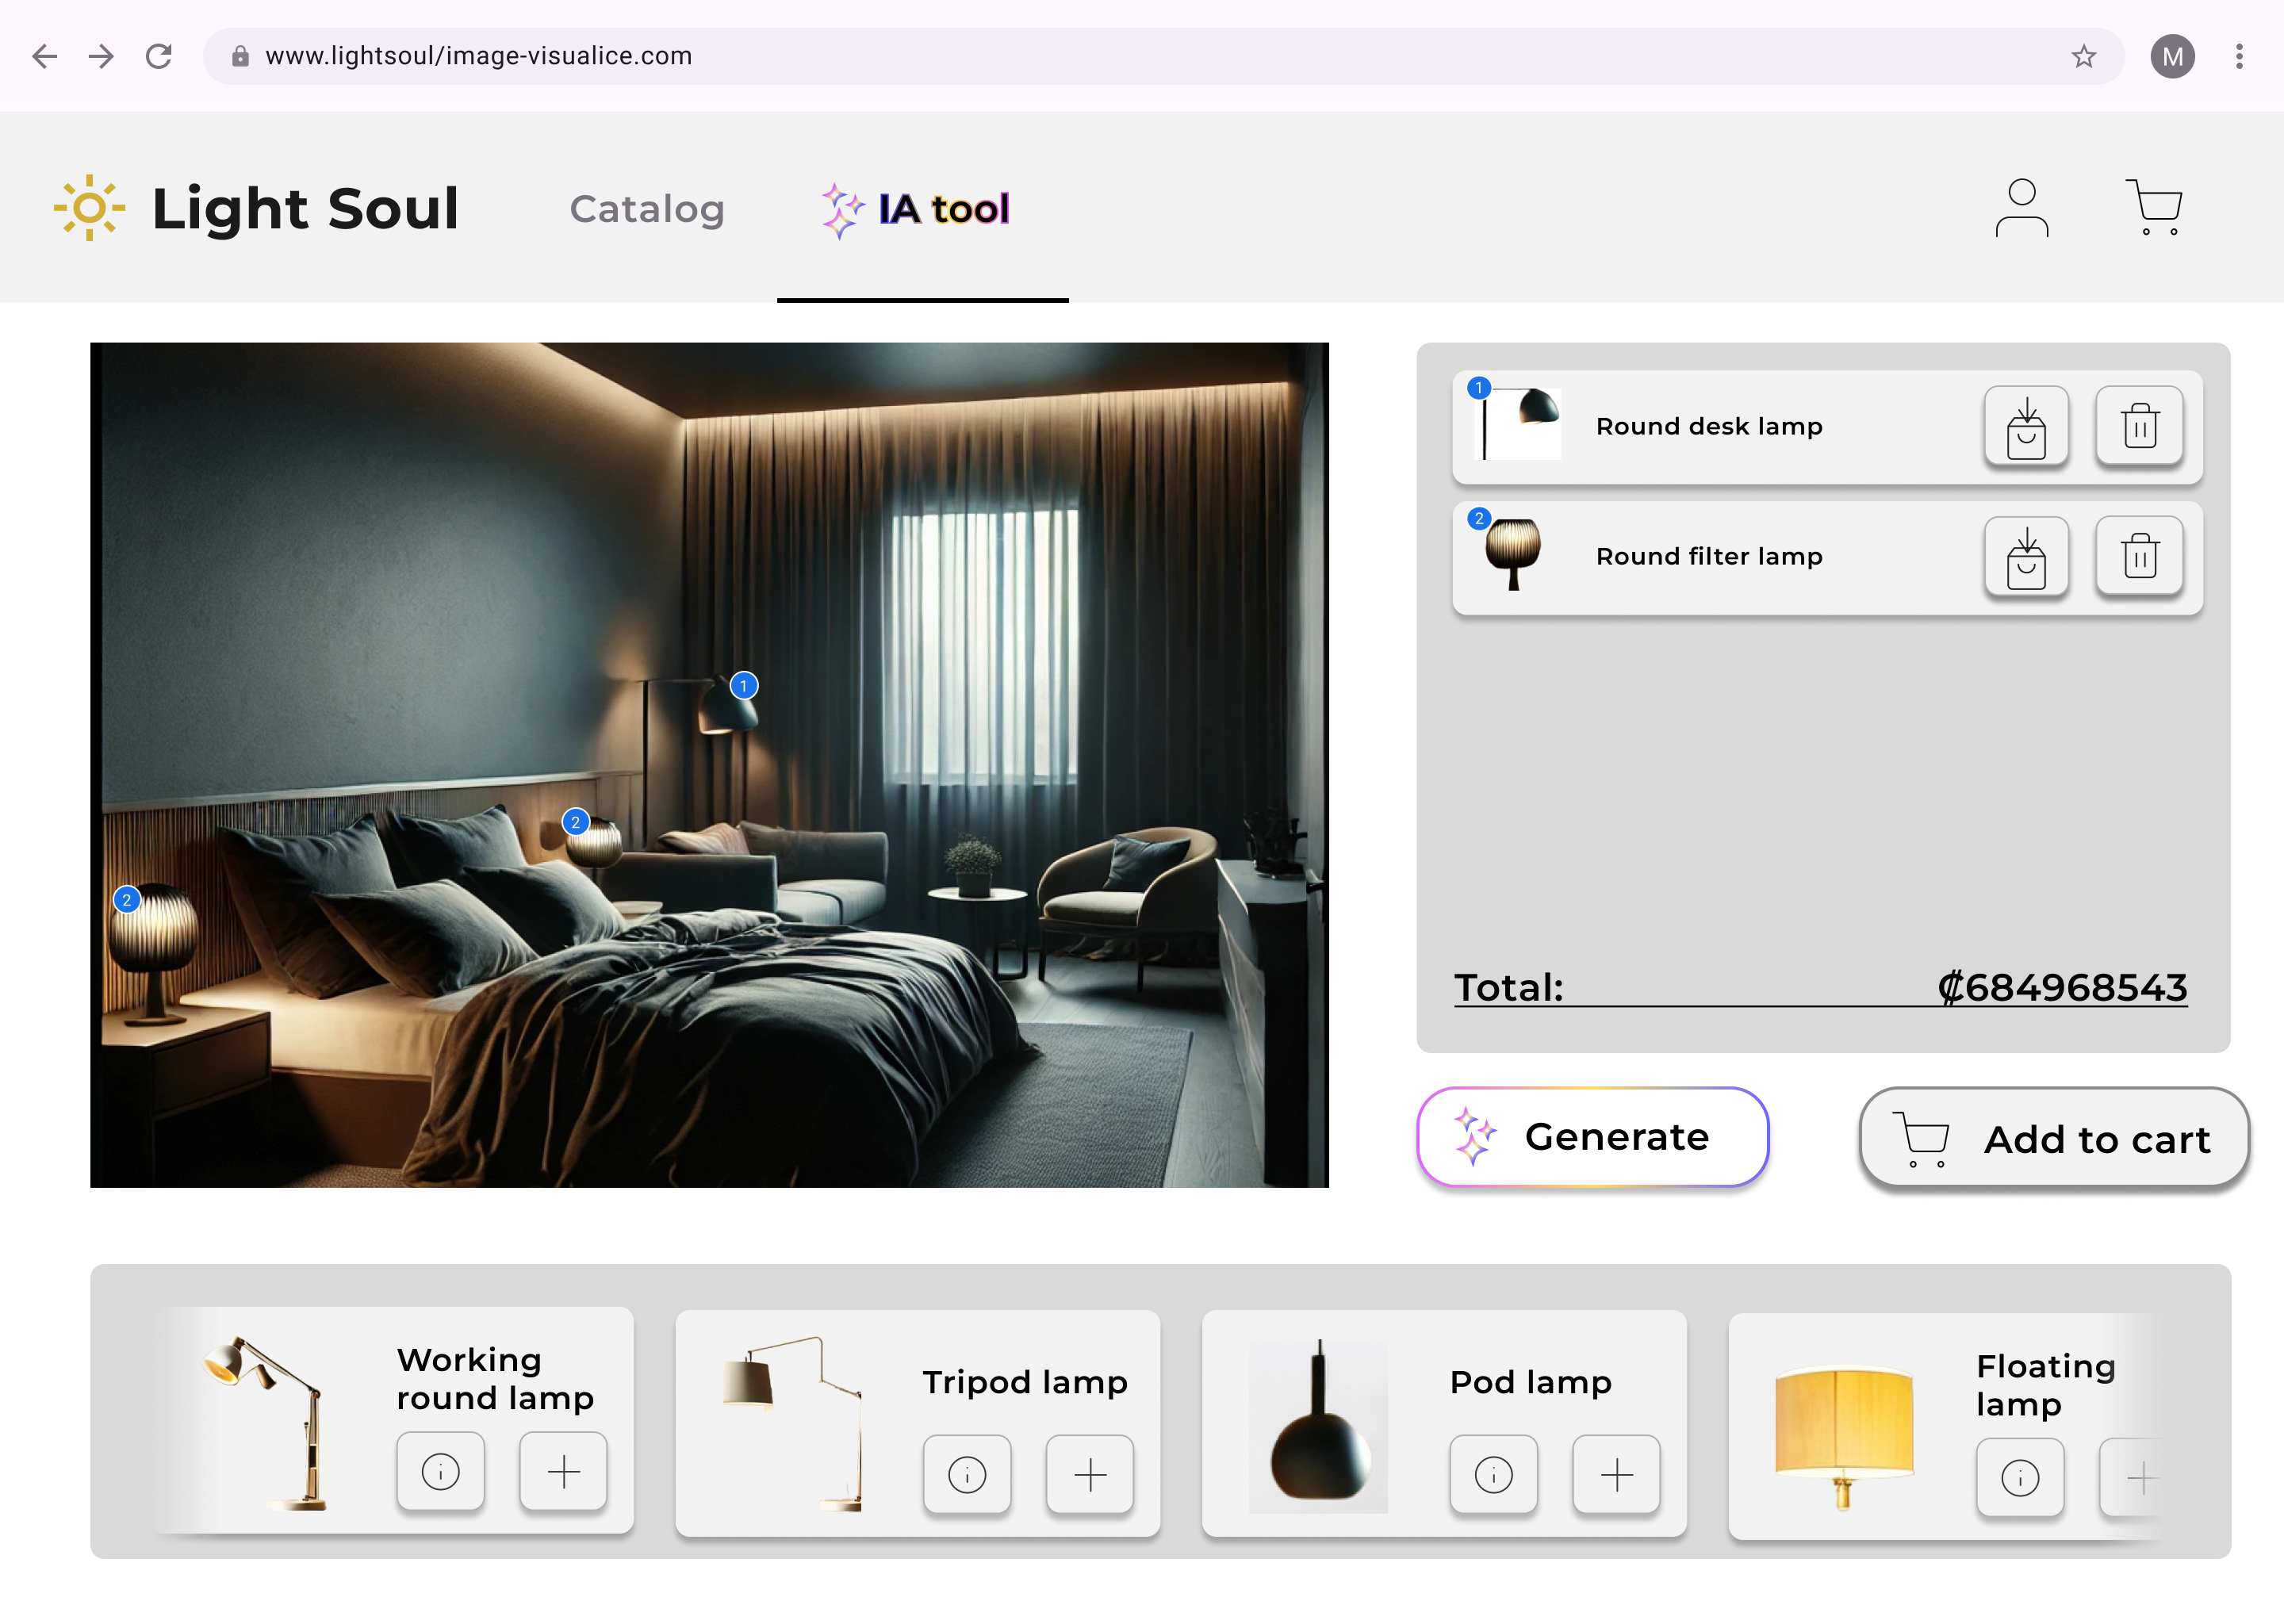 www.lightsoul/image-visualice.com
M
Light Soul
Catalog
IA tool
1
Round desk lamp
2
Round filter lamp
1
2
2
Total: ₡684968543
Generate
Add to cart
Working
round lamp
Tripod lamp
Pod lamp
Floating
lamp